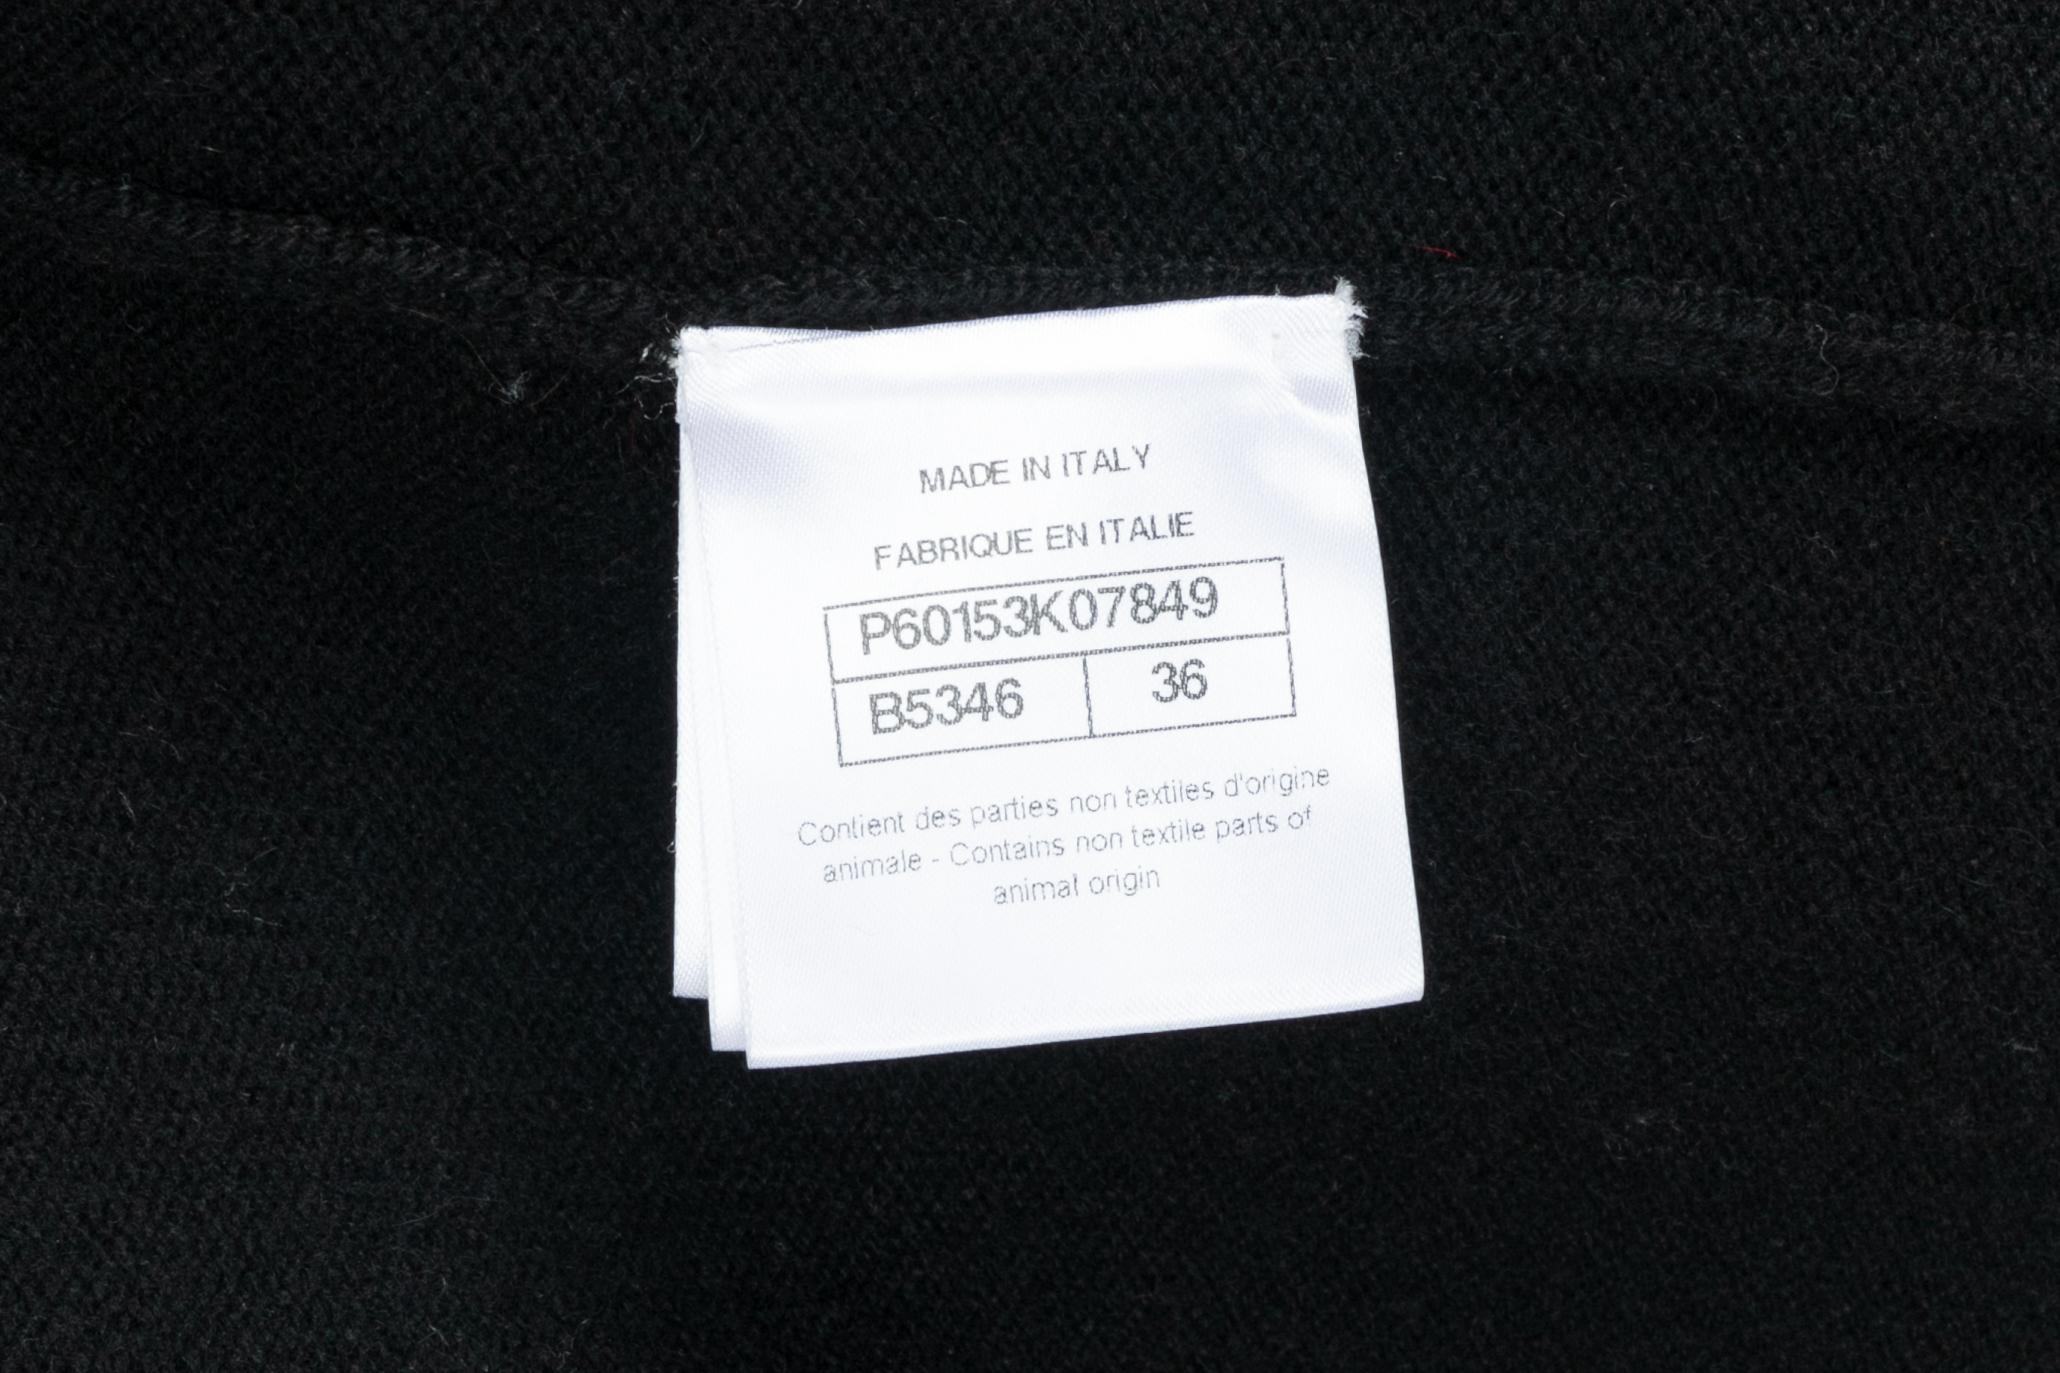 MADE IN ITALY
FABRIQUE EN ITALIE
P60153K07849
B5346 36
Contient des parties non textiles d'origine
animale - Contains non textile parts of
animal origin